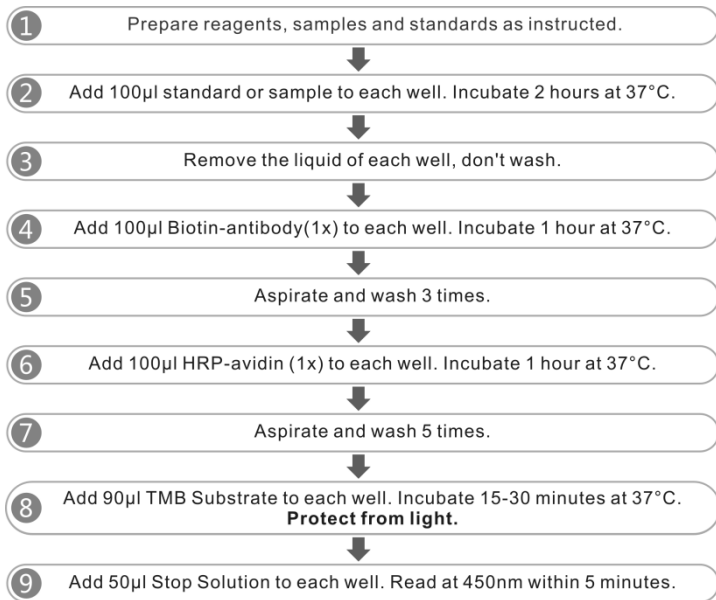 1 Prepare reagents, samples and standards as instructed.
2 Add 100μl standard or sample to each well. Incubate 2 hours at 37°C.
3 Remove the liquid of each well, don't wash.
4 Add 100μl Biotin-antibody(1x) to each well. Incubate 1 hour at 37°C.
5 Aspirate and wash 3 times.
6 Add 100μl HRP-avidin (1x) to each well. Incubate 1 hour at 37°C.
7 Aspirate and wash 5 times.
8 Add 90μl TMB Substrate to each well. Incubate 15-30 minutes at 37°C.
Protect from light.
9 Add 50μl Stop Solution to each well. Read at 450nm within 5 minutes.